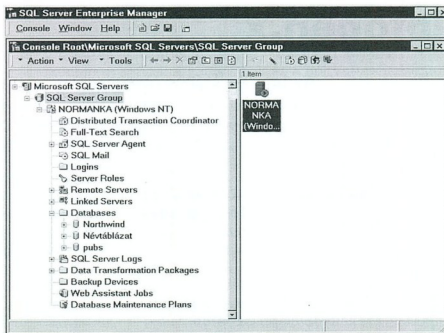 SQL Server Enterprise Manager
Console Window Help
Console Root\Microsoft SQL Servers\SQL Server Group
Action View Tools
1 Item
Microsoft SQL Servers
SQL Server Group
NORMANKA (Windows NT)
Distributed Transaction Coordinator
Full-Text Search
SQL Server Agent
SQL Mail
Logins
Server Roles
Remote Servers
Linked Servers
Databases
Northwind
Névtáblázat
pubs
SQL Server Logs
Data Transformation Packages
Backup Devices
Web Assistant Jobs
Database Maintenance Plans
NORMA
NKA
(Windo...